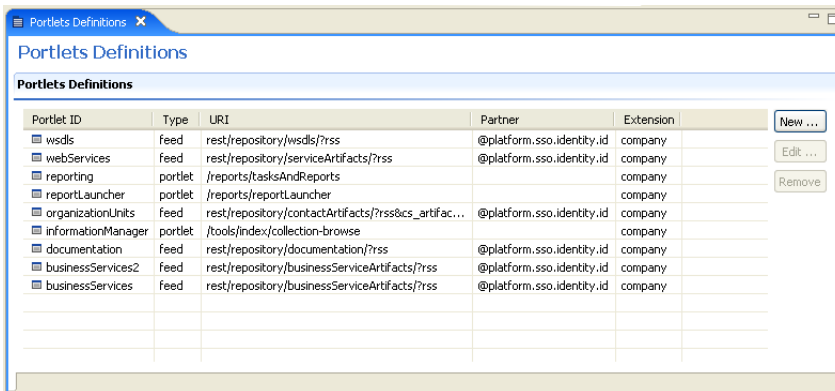 Portlets Definitions
Portlets Definitions
Portlets Definitions
Portlet ID Type URI Partner Extension
New ...
wsdls feed rest/repository/wsdls/?rss @platform.sso.identity.id company
webServices feed rest/repository/serviceArtifacts/?rss @platform.sso.identity.id company
Edit ...
reporting portlet /reports/tasksAndReports company
Remove
reportLauncher portlet /reports/reportLauncher company
organizationUnits feed rest/repository/contactArtifacts/?rss&cs_artifac... @platform.sso.identity.id company
informationManager portlet /tools/index/collection-browse company
documentation feed rest/repository/documentation/?rss @platform.sso.identity.id company
businessServices2 feed rest/repository/businessServiceArtifacts/?rss @platform.sso.identity.id company
businessServices feed rest/repository/businessServiceArtifacts/?rss @platform.sso.identity.id company